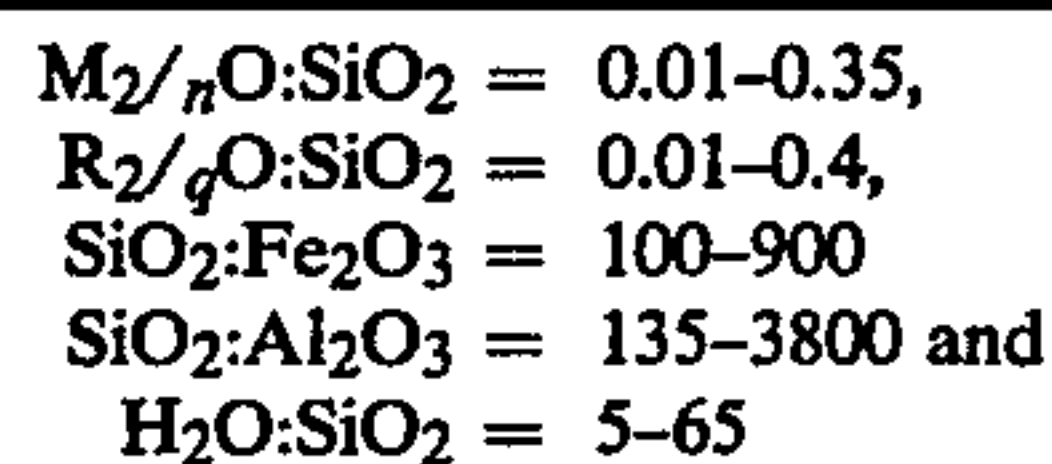 M₂/ₙO:SiO₂ = 0.01–0.35,
R₂/qO:SiO₂ = 0.01–0.4,
SiO₂:Fe₂O₃ = 100–900
SiO₂:Al₂O₃ = 135–3800 and
H₂O:SiO₂ = 5–65